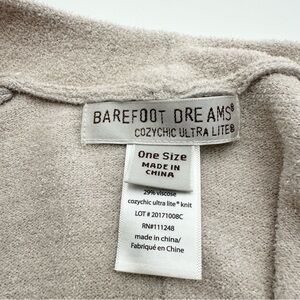 BAREFOOT DREAMS®
COZYCHIC ULTRA LITE®
One Size
MADE IN
CHINA
29% viscose
cozychic ultra lite® knit
LOT # 20171008C
RN#111248
made in china/
Fabriqué en Chine